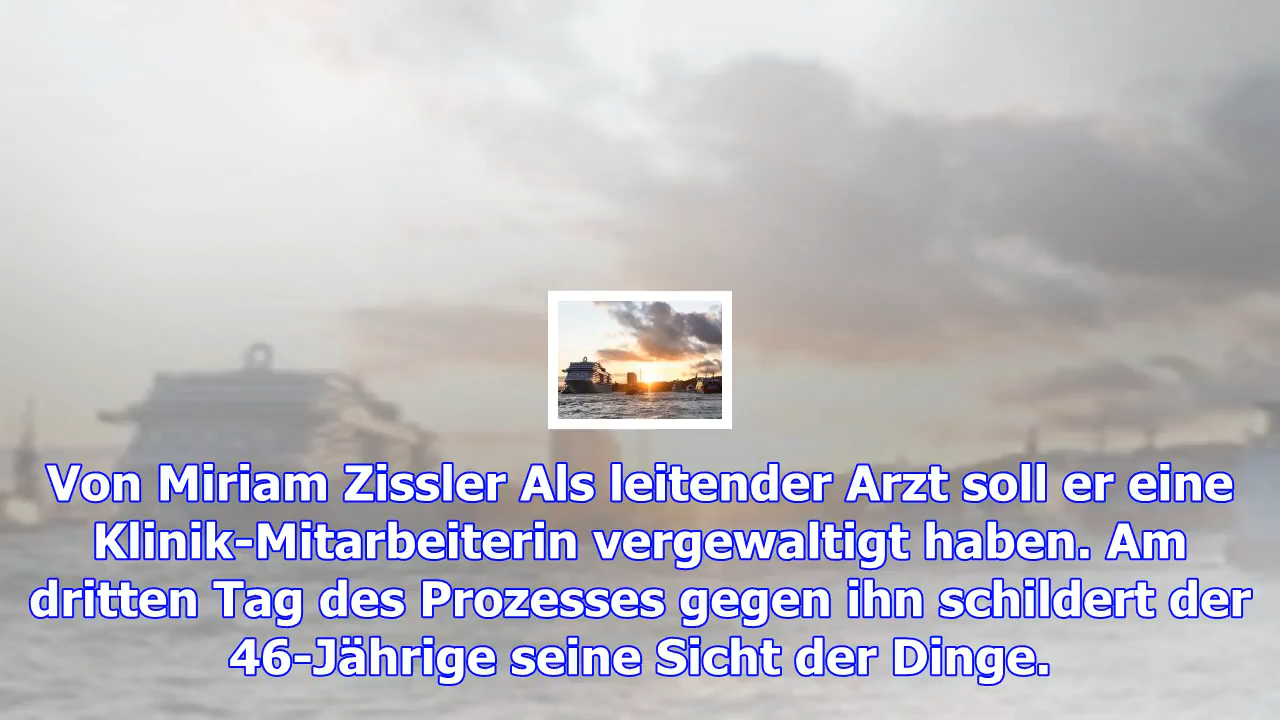 Von Miriam Zissler Als leitender Arzt soll er eine
Klinik-Mitarbeiterin vergewaltigt haben. Am
dritten Tag des Prozesses gegen ihn schildert der
46-Jährige seine Sicht der Dinge.